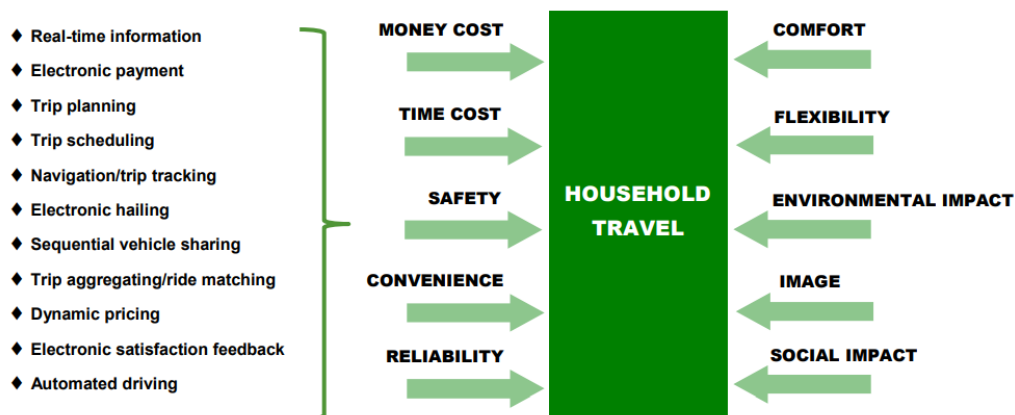 ♦ Real-time information
♦ Electronic payment
♦ Trip planning
♦ Trip scheduling
♦ Navigation/trip tracking
♦ Electronic hailing
♦ Sequential vehicle sharing
♦ Trip aggregating/ride matching
♦ Dynamic pricing
♦ Electronic satisfaction feedback
♦ Automated driving
MONEY COST
TIME COST
SAFETY
CONVENIENCE
RELIABILITY
HOUSEHOLD
TRAVEL
COMFORT
FLEXIBILITY
ENVIRONMENTAL IMPACT
IMAGE
SOCIAL IMPACT